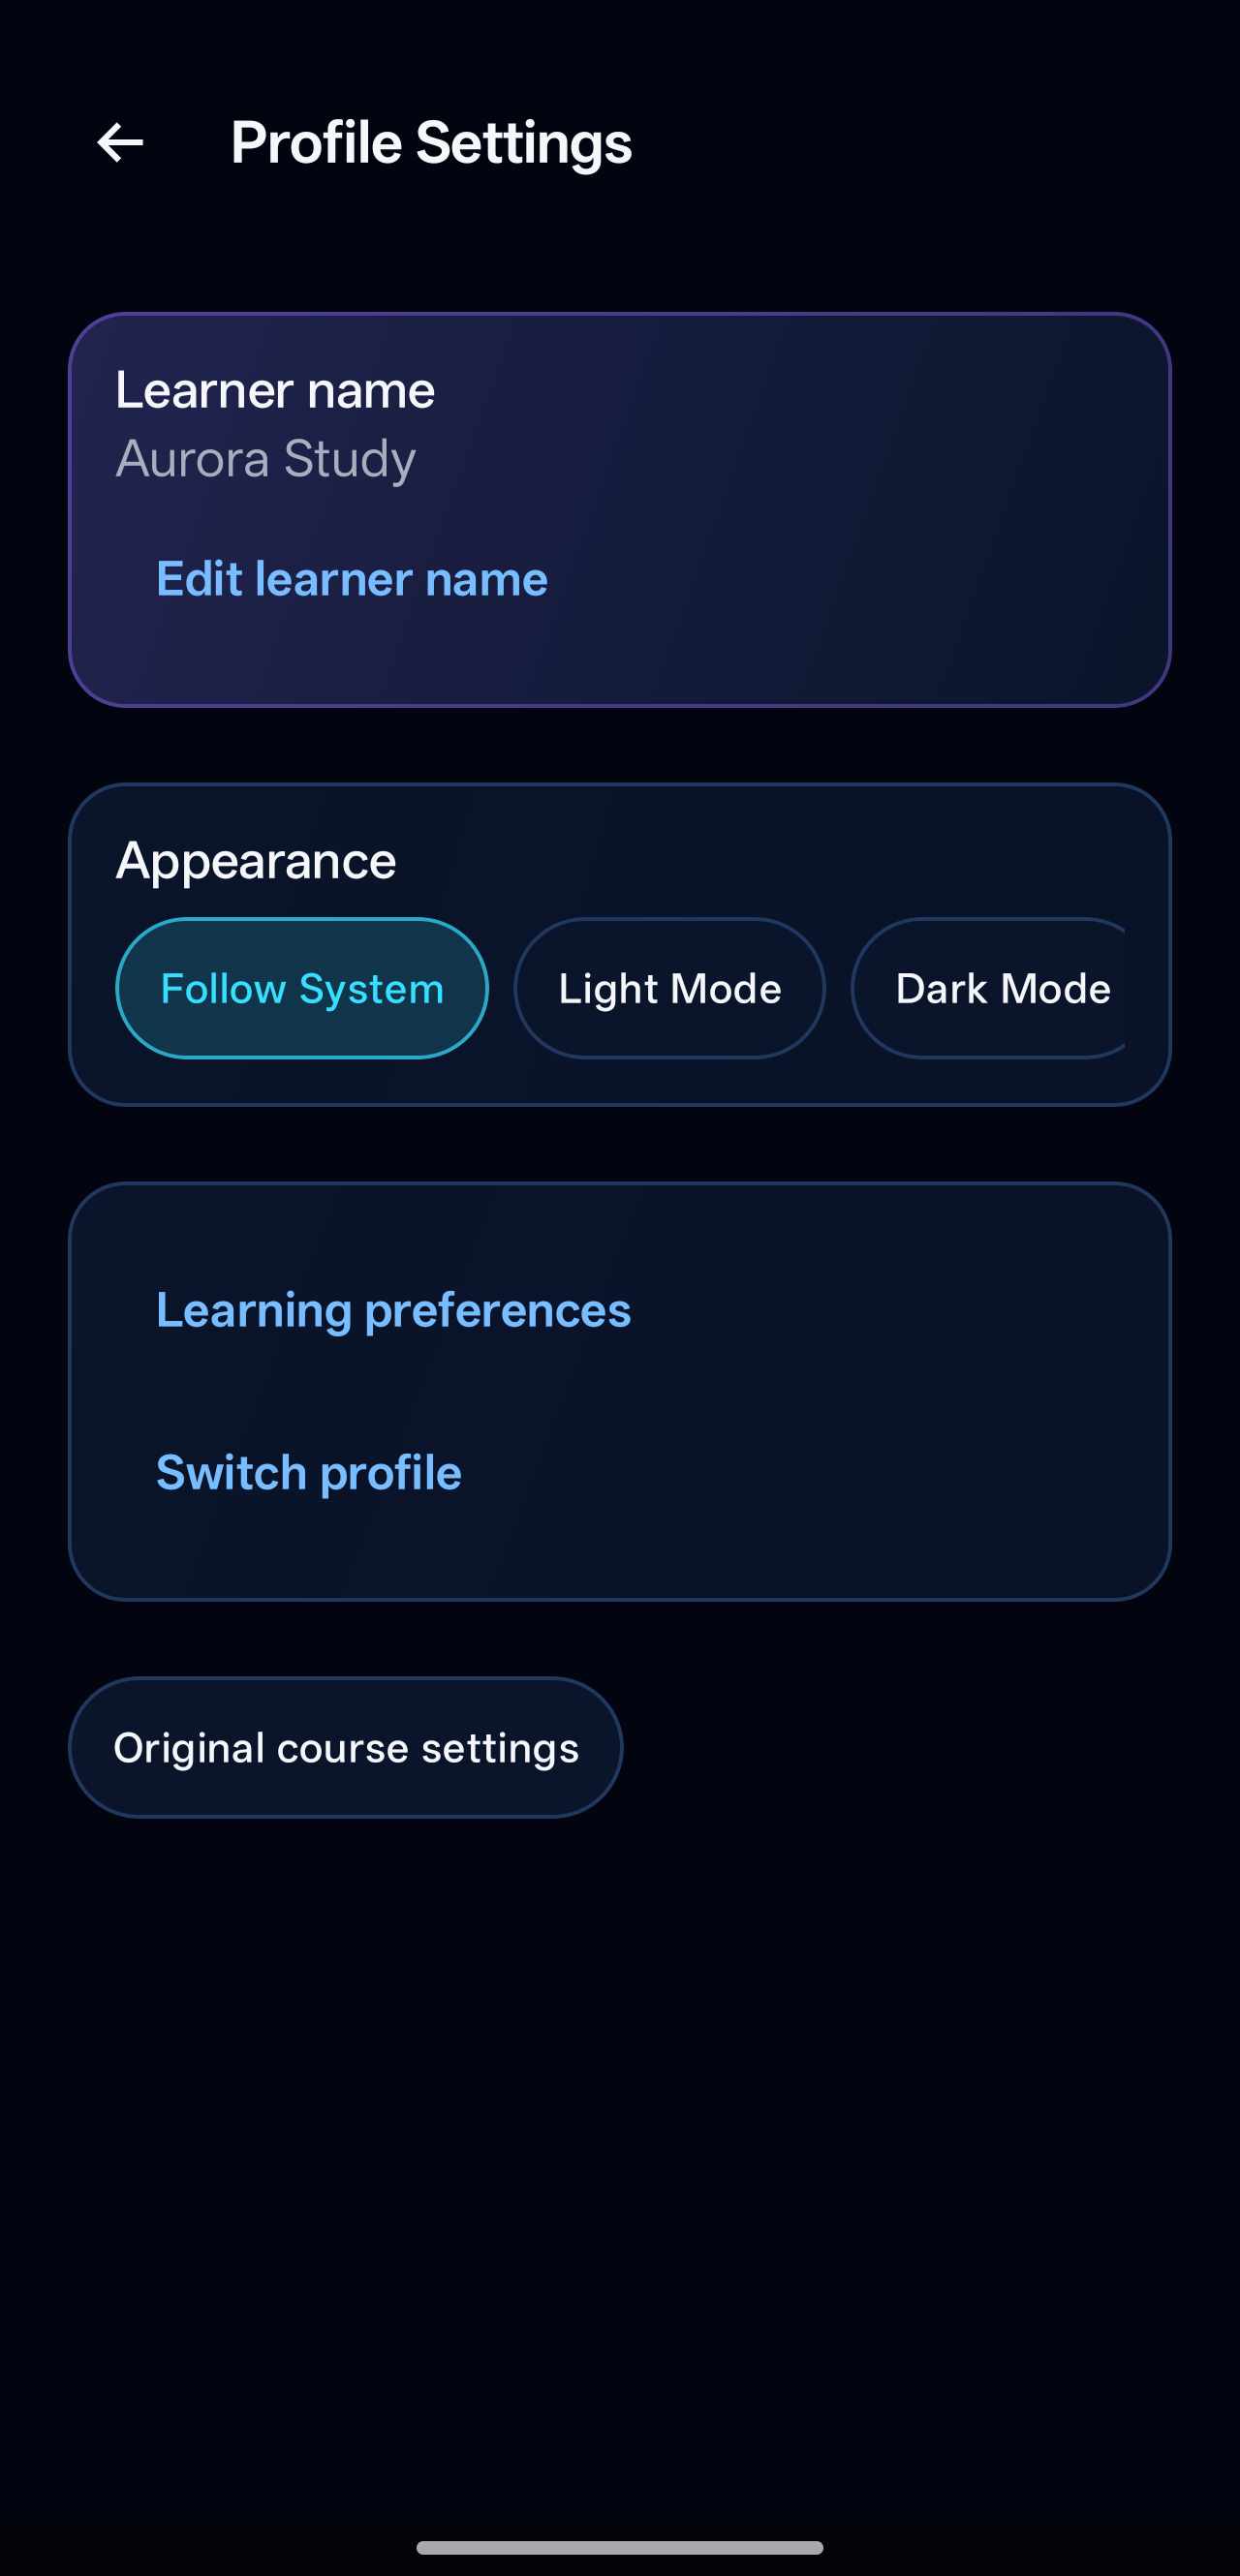 Profile Settings
Learner name
Aurora Study
Edit learner name
Appearance
Follow System
Light Mode
Dark Mode
Learning preferences
Switch profile
Original course settings